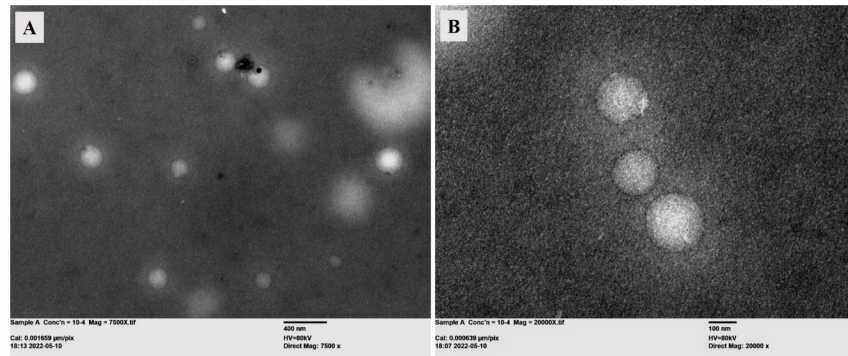 A
Sample A Conc'n = 10-4 Mag = 7500X.tif
Cal: 0.001659 µm/pix
18:13 2022-05-10
400 nm
HV=80kV
Direct Mag: 7500 x
B
Sample A Conc'n = 10-4 Mag = 20000X.tif
Cal: 0.000639 µm/pix
18:07 2022-05-10
100 nm
HV=80kV
Direct Mag: 20000 x